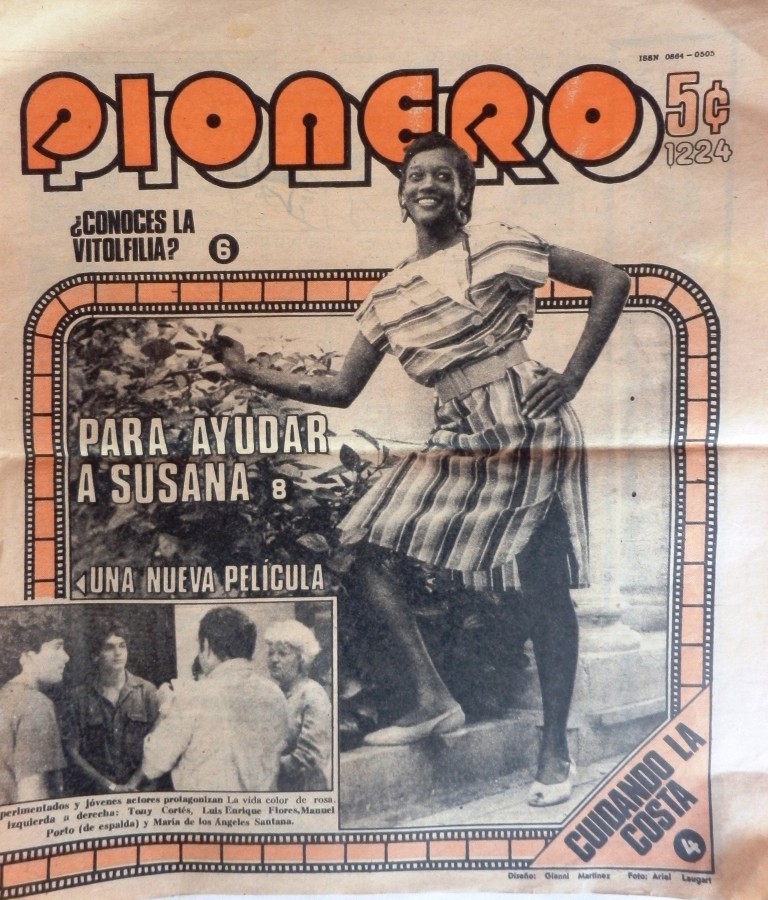 ISSN 0864-0505
PIONERO
5¢
1224
¿CONOCES LA
VITOLFILIA? 6
PARA AYUDAR
A SUSANA 8
UNA NUEVA PELÍCULA
perimentados y jóvenes actores protagonizan La vida color de rosa.
izquierda a derecha: Tony Cortés, Luis Enrique Flores, Manuel
Porto (de espalda) y María de los Angeles Santana.
CUIDANDO LA
COSTA
4
Diseño: Gianni Martínez Foto: Ariel Laugart